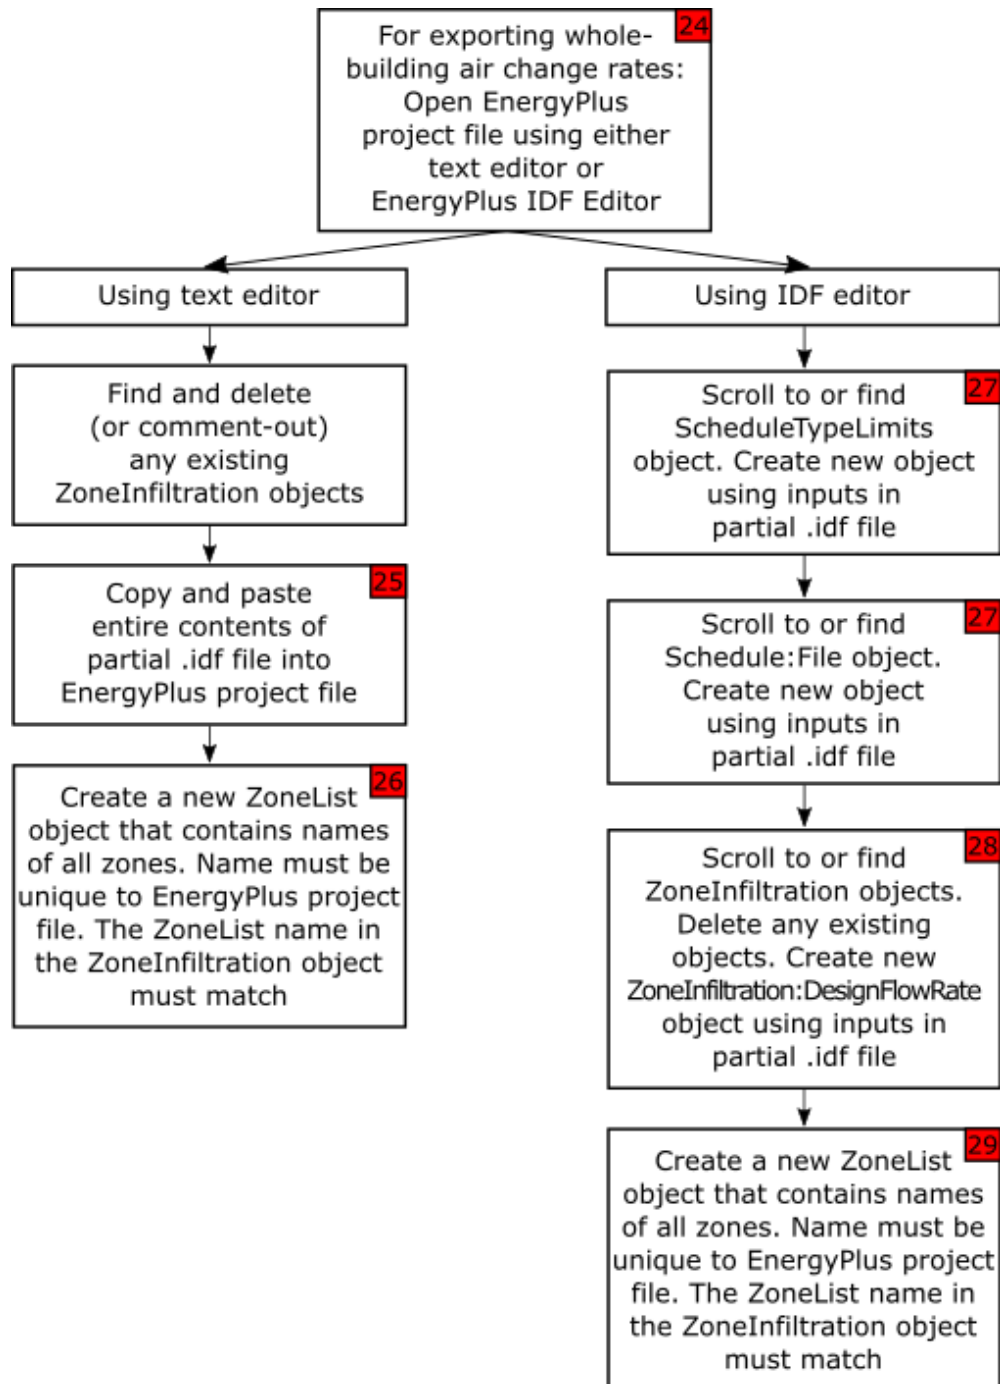 24
For exporting whole-
building air change rates:
Open EnergyPlus
project file using either
text editor or
EnergyPlus IDF Editor
Using text editor
Find and delete
(or comment-out)
any existing
ZoneInfiltration objects
25
Copy and paste
entire contents of
partial .idf file into
EnergyPlus project file
26
Create a new ZoneList
object that contains names
of all zones. Name must be
unique to EnergyPlus project
file. The ZoneList name in
the ZoneInfiltration object
must match
Using IDF editor
27
Scroll to or find
ScheduleTypeLimits
object. Create new object
using inputs in
partial .idf file
27
Scroll to or find
Schedule:File object.
Create new object
using inputs in
partial .idf file
28
Scroll to or find
ZoneInfiltration objects.
Delete any existing
objects. Create new
ZoneInfiltration:DesignFlowRate
object using inputs in
partial .idf file
29
Create a new ZoneList
object that contains names
of all zones. Name must be
unique to EnergyPlus project
file. The ZoneList name in
the ZoneInfiltration object
must match